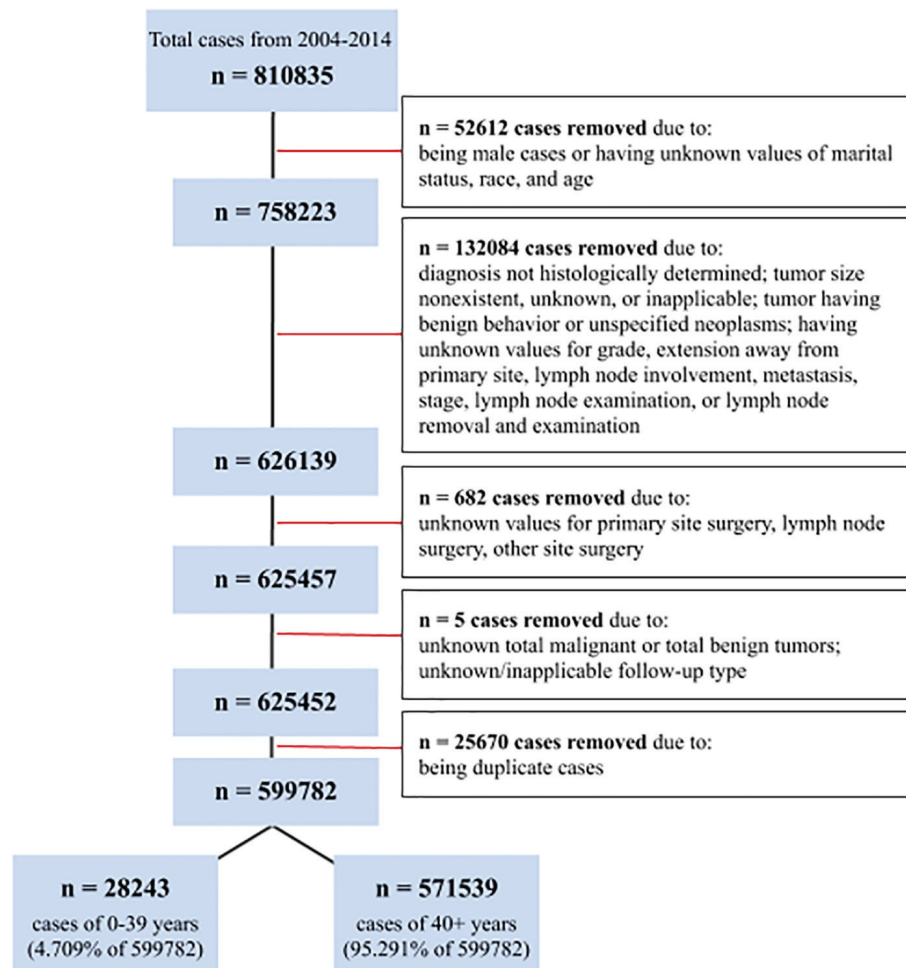 Total cases from 2004-2014
n = 810835
n = 52612 cases removed due to:
being male cases or having unknown values of marital
status, race, and age
n = 758223
n = 132084 cases removed due to:
diagnosis not histologically determined; tumor size
nonexistent, unknown, or inapplicable; tumor having
benign behavior or unspecified neoplasms; having
unknown values for grade, extension away from
primary site, lymph node involvement, metastasis,
stage, lymph node examination, or lymph node
removal and examination
n = 626139
n = 682 cases removed due to:
unknown values for primary site surgery, lymph node
surgery, other site surgery
n = 625457
n = 5 cases removed due to:
unknown total malignant or total benign tumors;
unknown/inapplicable follow-up type
n = 625452
n = 25670 cases removed due to:
being duplicate cases
n = 599782
n = 28243
cases of 0-39 years
(4.709% of 599782)
n = 571539
cases of 40+ years
(95.291% of 599782)